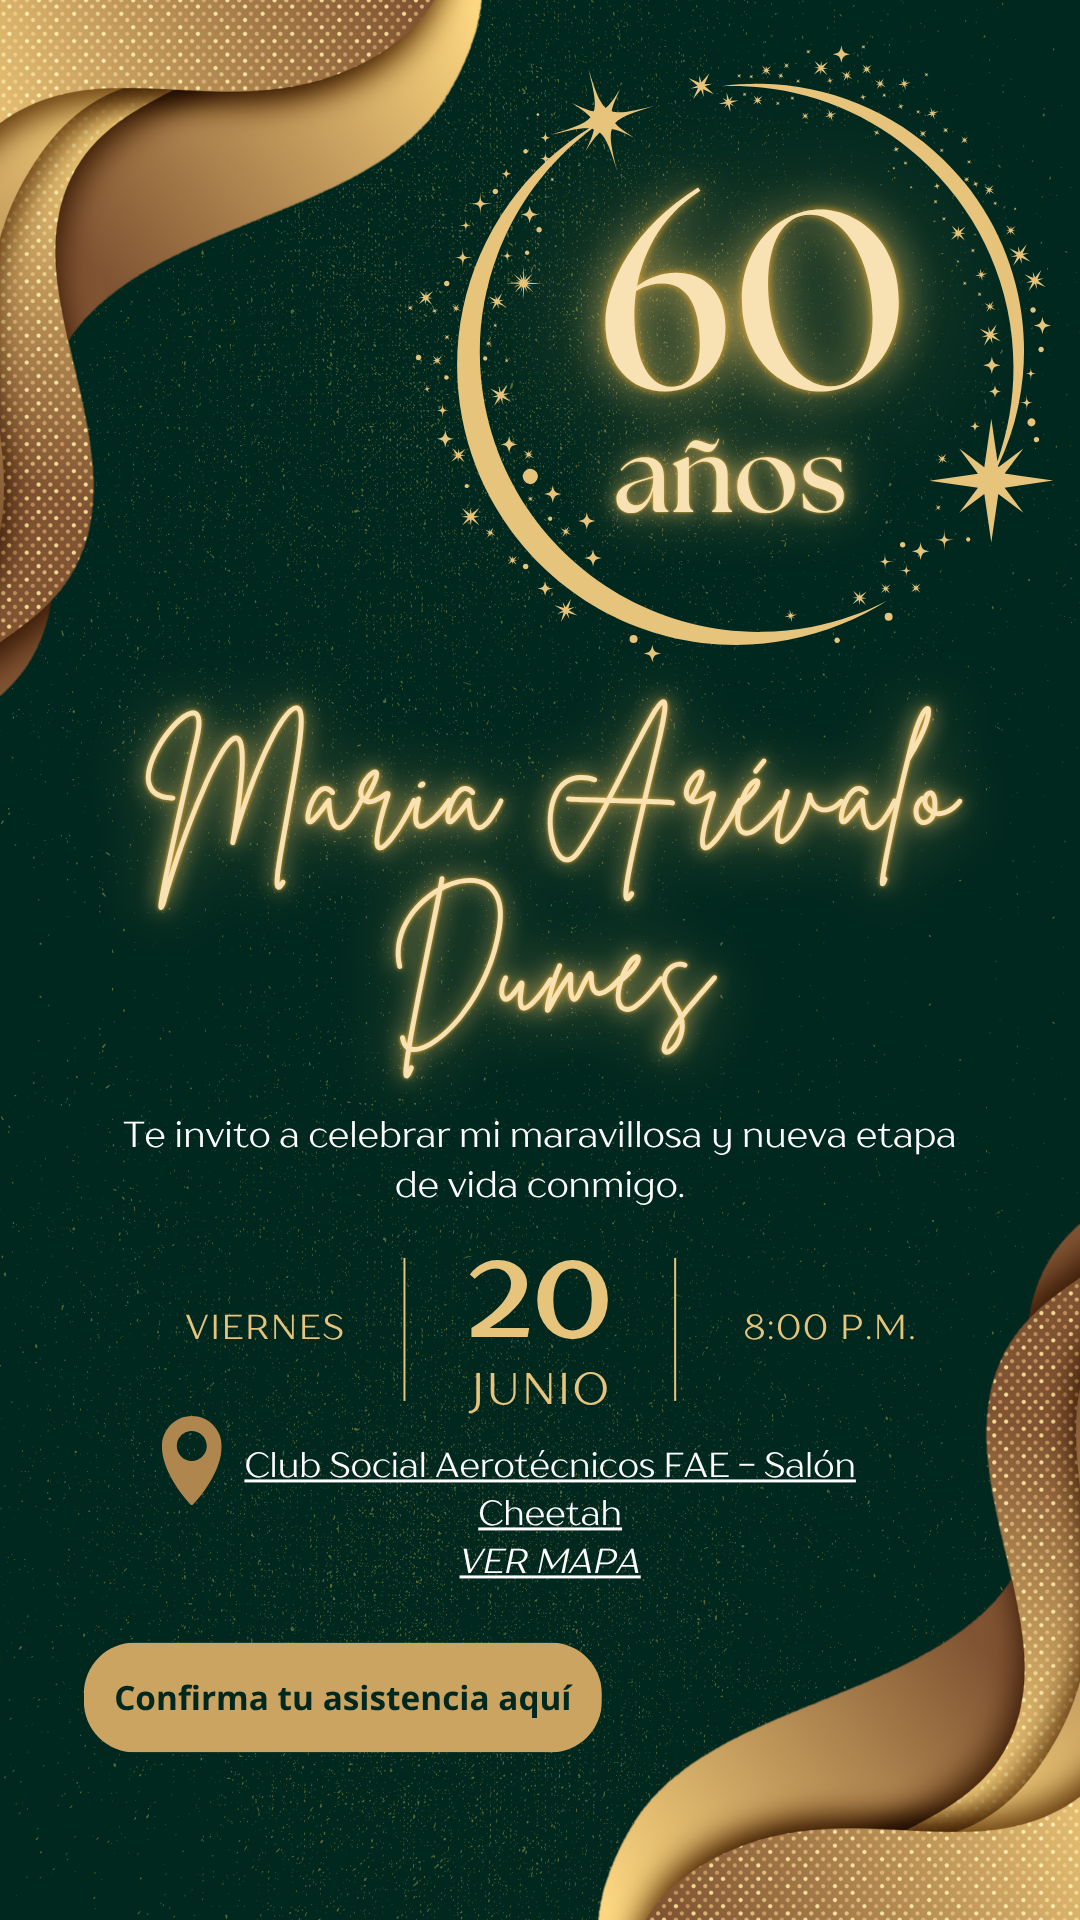 60
años
Maria Arévalo
Dumes
Te invito a celebrar mi maravillosa y nueva etapa
de vida conmigo.
VIERNES
20
JUNIO
8:00 P.M.
Club Social Aerotécnicos FAE - Salón
Cheetah
VER MAPA
Confirma tu asistencia aquí